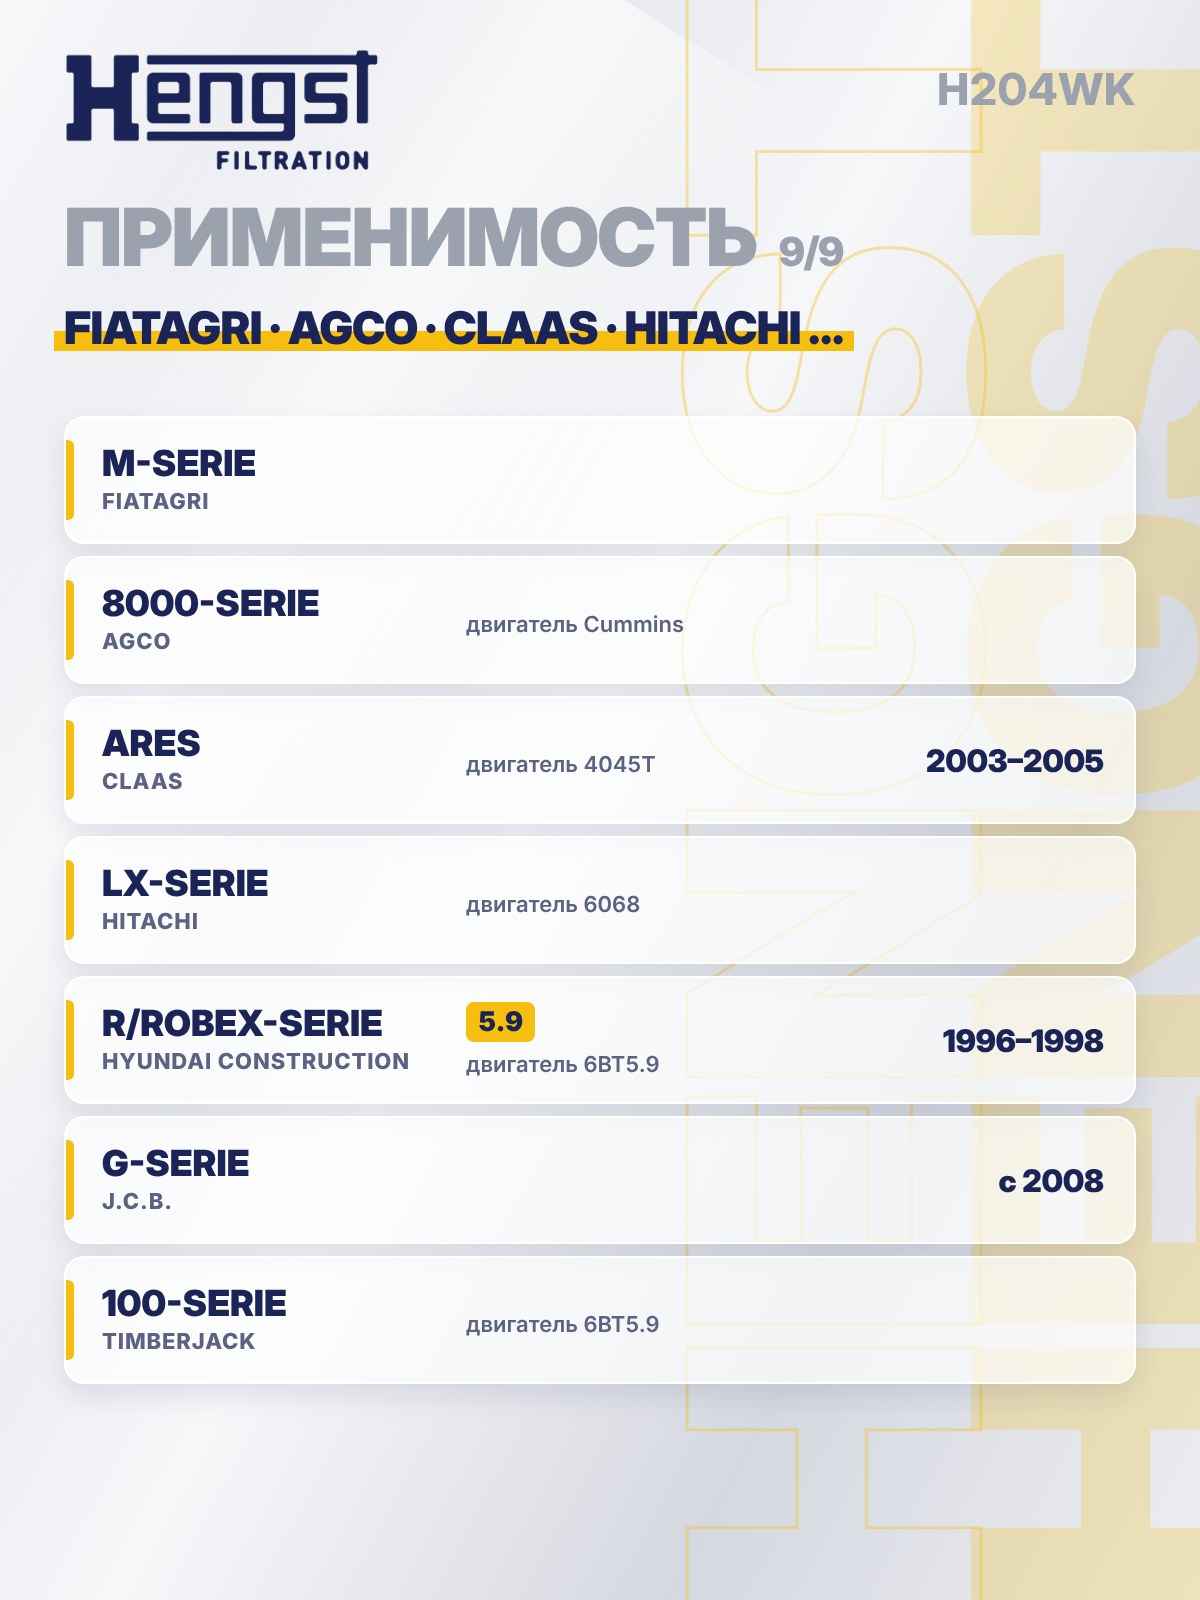 Hengst
FILTRATION
H204WK
ПРИМЕНИМОСТЬ 9/9
FIATAGRI · AGCO · CLAAS · HITACHI ...
M-SERIE
FIATAGRI
8000-SERIE
AGCO
двигатель Cummins
ARES
CLAAS
двигатель 4045T
2003–2005
LX-SERIE
HITACHI
двигатель 6068
R/ROBEX-SERIE
HYUNDAI CONSTRUCTION
5.9
двигатель 6BT5.9
1996–1998
G-SERIE
J.C.B.
с 2008
100-SERIE
TIMBERJACK
двигатель 6BT5.9
HENGST
HENGST